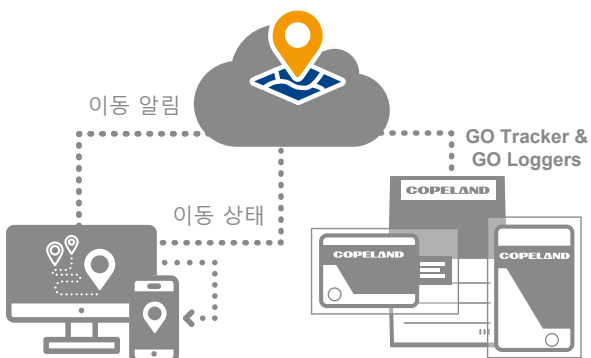 이동 알림
GO Tracker &
GO Loggers
COPELAND
이동 상태
COPELAND
COPELAND